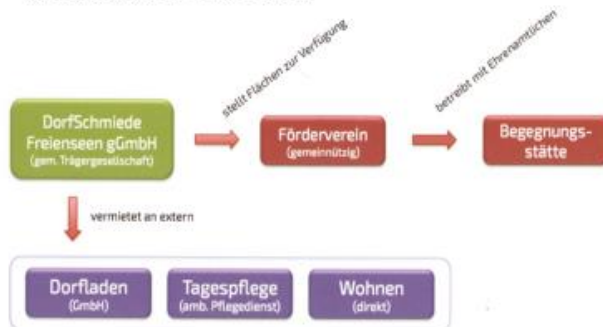 stellt Flächen zur Verfügung
betreibt mit Ehrenamtlichen
DorfSchmiede
Freienseen gGmbH
(gem. Trägergesellschaft)
Förderverein
(gemeinnützig)
Begegnungs-
stätte
vermietet an extern
Dorfladen
(GmbH)
Tagespflege
(amb. Pflegedienst)
Wohnen
(direkt)